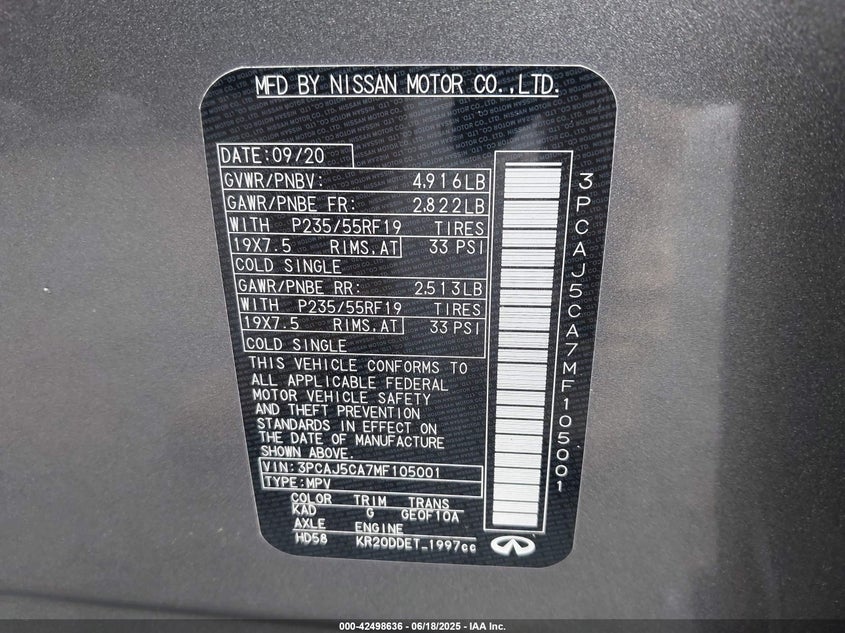 MFD BY NISSAN MOTOR CO.,LTD.
DATE:09/20
GVWR/PNBV: 4,916LB
GAWR/PNBE FR: 2,822LB
WITH P235/55RF19 TIRES
19X7.5 RIMS,AT 33 PSI
COLD SINGLE
GAWR/PNBE RR: 2,513LB
WITH P235/55RF19 TIRES
19X7.5 RIMS,AT 33 PSI
COLD SINGLE
THIS VEHICLE CONFORMS TO
ALL APPLICABLE FEDERAL
MOTOR VEHICLE SAFETY
AND THEFT PREVENTION
STANDARDS IN EFFECT ON
THE DATE OF MANUFACTURE
SHOWN ABOVE.
VIN:3PCAJ5CA7MF105001
TYPE:MPV
COLOR TRIM TRANS
KAD G GE0F10A
AXLE ENGINE
HD58 KR20DDET_1997cc
3PCAJ5CA7MF105001
000-42498636 - 06/18/2025 - IAA Inc.